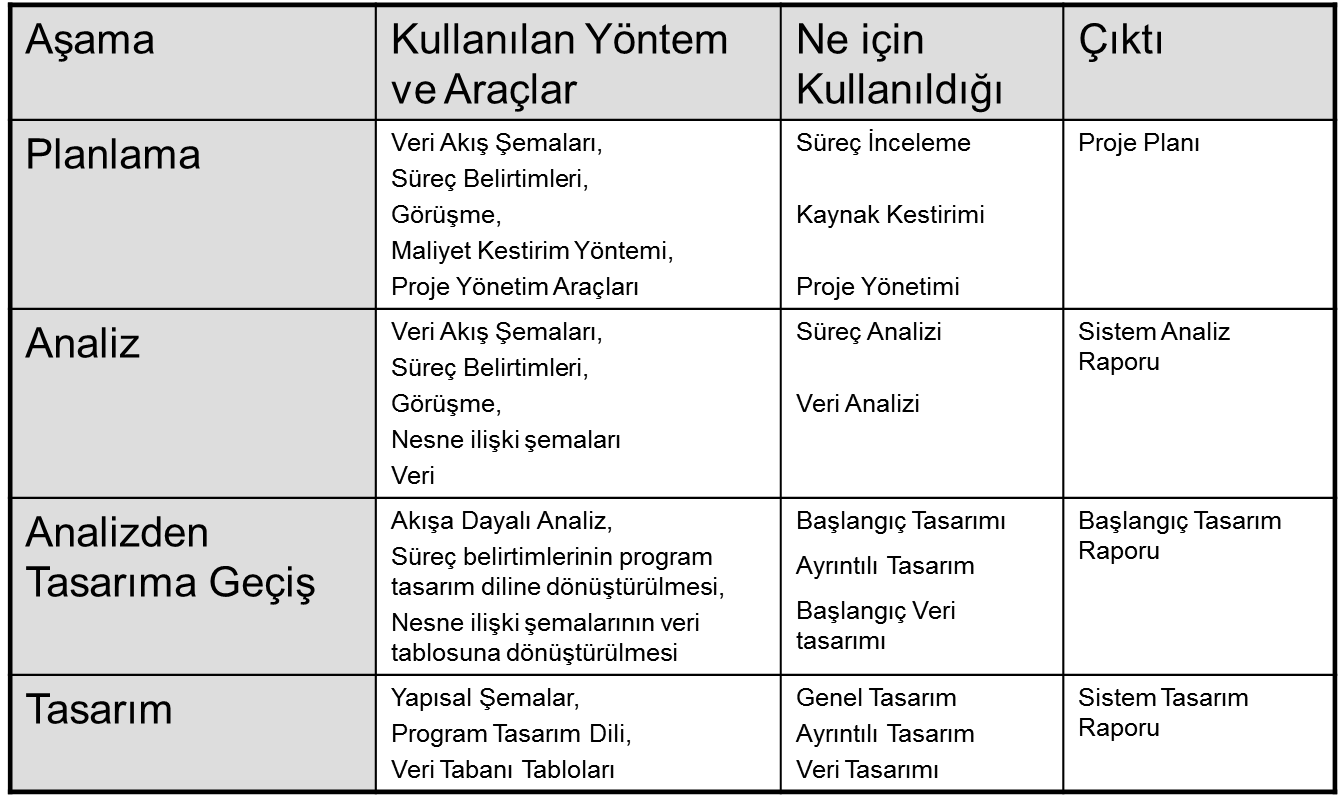 Aşama
Kullanılan Yöntem
ve Araçlar
Ne için
Kullanıldığı
Çıktı
Planlama
Veri Akış Şemaları,
Süreç Belirtimleri,
Görüşme,
Maliyet Kestirim Yöntemi,
Proje Yönetim Araçları
Süreç İnceleme
Kaynak Kestirimi
Proje Yönetimi
Proje Planı
Analiz
Veri Akış Şemaları,
Süreç Belirtimleri,
Görüşme,
Nesne ilişki şemaları
Veri
Süreç Analizi
Veri Analizi
Sistem Analiz
Raporu
Analizden
Tasarıma Geçiş
Akışa Dayalı Analiz,
Süreç belirtimlerinin program
tasarım diline dönüştürülmesi,
Nesne ilişki şemalarının veri
tablosuna dönüştürülmesi
Başlangıç Tasarımı
Ayrıntılı Tasarım
Başlangıç Veri
tasarımı
Başlangıç Tasarım
Raporu
Tasarım
Yapısal Şemalar,
Program Tasarım Dili,
Veri Tabanı Tabloları
Genel Tasarım
Ayrıntılı Tasarım
Veri Tasarımı
Sistem Tasarım
Raporu